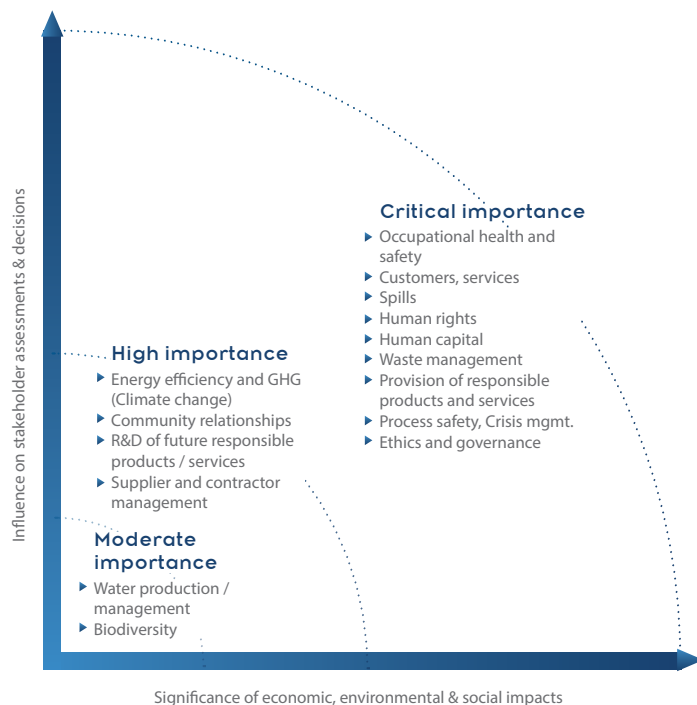 Influence on stakeholder assessments & decisions
Critical importance
Occupational health and
safety
Customers, services
Spills
Human rights
Human capital
Waste management
Provision of responsible
products and services
Process safety, Crisis mgmt.
Ethics and governance
High importance
Energy efficiency and GHG
(Climate change)
Community relationships
R&D of future responsible
products / services
Supplier and contractor
management
Moderate
importance
Water production /
management
Biodiversity
Significance of economic, environmental & social impacts